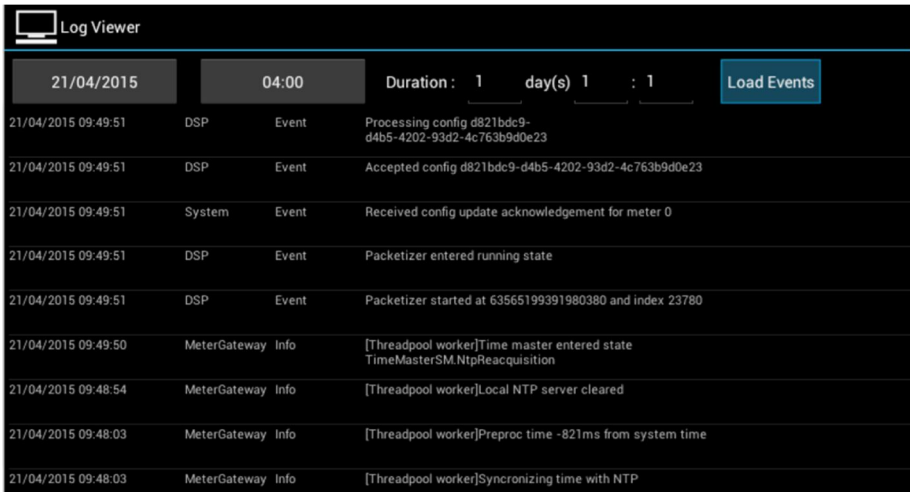 Log Viewer
21/04/2015 04:00 Duration : 1 day(s) 1 : 1 Load Events
21/04/2015 09:49:51 DSP Event Processing config d821bdc9-
d4b5-4202-93d2-4c763b9d0e23
21/04/2015 09:49:51 DSP Event Accepted config d821bdc9-d4b5-4202-93d2-4c763b9d0e23
21/04/2015 09:49:51 System Event Received config update acknowledgement for meter 0
21/04/2015 09:49:51 DSP Event Packetizer entered running state
21/04/2015 09:49:51 DSP Event Packetizer started at 63565199391980380 and index 23780
21/04/2015 09:49:50 MeterGateway Info [Threadpool worker]Time master entered state
TimeMasterSM.NtpReacquisition
21/04/2015 09:48:54 MeterGateway Info [Threadpool worker]Local NTP server cleared
21/04/2015 09:48:03 MeterGateway Info [Threadpool worker]Preproc time -821ms from system time
21/04/2015 09:48:03 MeterGateway Info [Threadpool worker]Syncronizing time with NTP